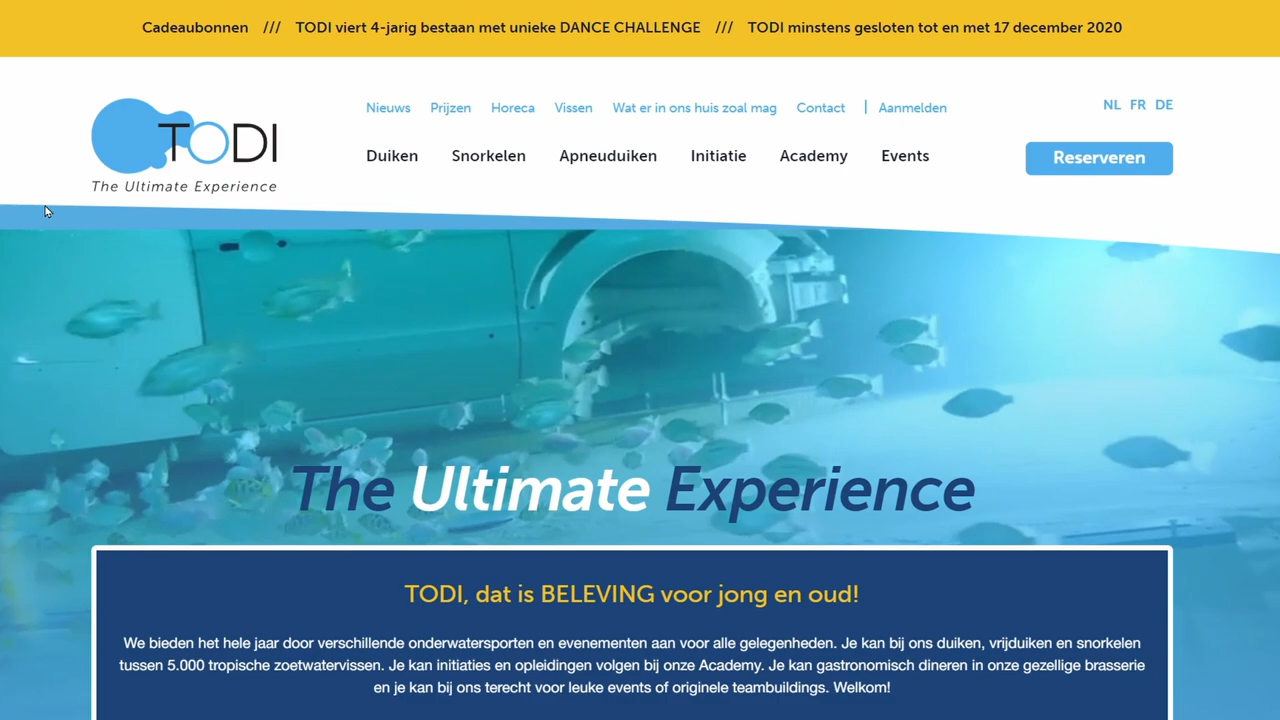 Cadeaubonnen /// TODI viert 4-jarig bestaan met unieke DANCE CHALLENGE /// TODI minstens gesloten tot en met 17 december 2020
Nieuws Prijzen Horeca Vissen Wat er in ons huis zoal mag Contact | Aanmelden
NL FR DE
TODI
The Ultimate Experience
Duiken Snorkelen Apneuduiken Initiatie Academy Events
Reserveren
The Ultimate Experience
TODI, dat is BELEVING voor jong en oud!
We bieden het hele jaar door verschillende onderwatersporten en evenementen aan voor alle gelegenheden. Je kan bij ons duiken, vrijduiken en snorkelen
tussen 5.000 tropische zoetwatervissen. Je kan initiaties en opleidingen volgen bij onze Academy. Je kan gastronomisch dineren in onze gezellige brasserie
en je kan bij ons terecht voor leuke events of originele teambuildings. Welkom!